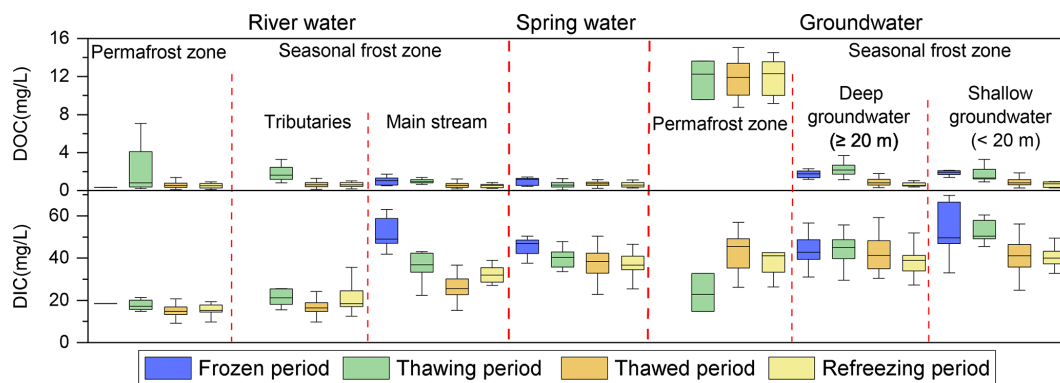 River water
Spring water
Groundwater
Permafrost zone
Seasonal frost zone
Seasonal frost zone
Tributaries
Main stream
Permafrost zone
Deep
groundwater
(≥ 20 m)
Shallow
groundwater
(< 20 m)
DOC(mg/L)
16
12
8
4
0
DIC(mg/L)
60
40
20
0
Frozen period
Thawing period
Thawed period
Refreezing period